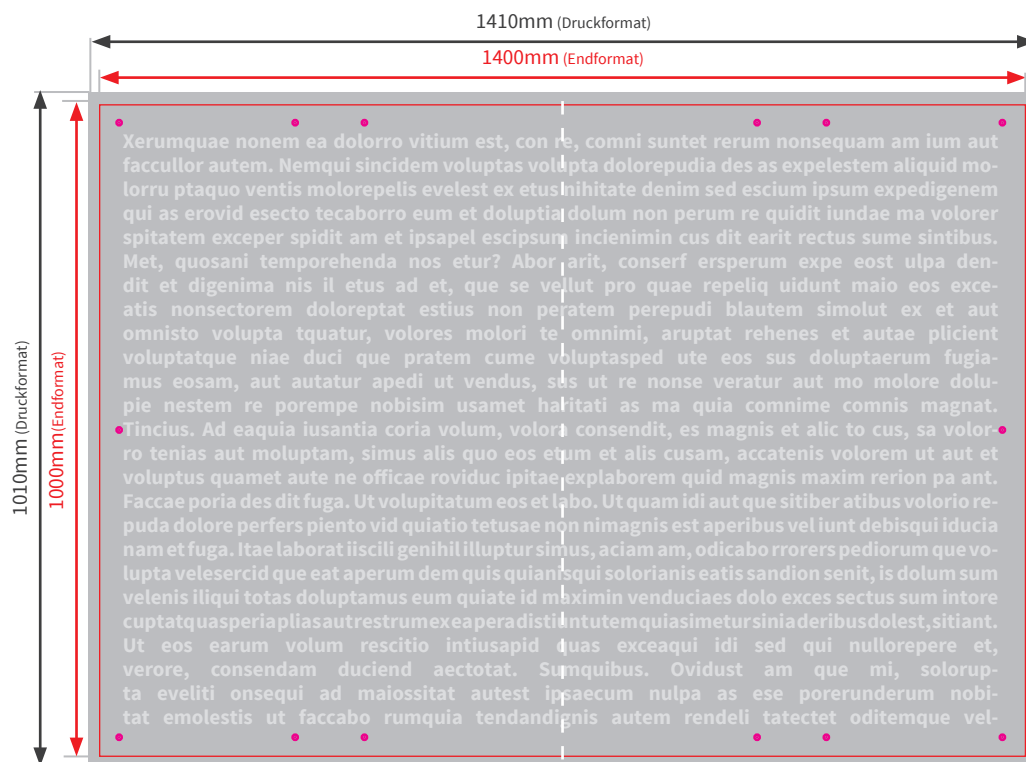 1410mm (Druckformat)
1400mm (Endformat)
1010mm (Druckformat)
1000mm(Endformat)
Xerumquae nonem ea dolorro vitium est, con re, comni suntet rerum nonsequam am ium aut
faccullor autem. Nemqui sincidem voluptas volupta dolorepudia des as expelestem aliquid mo-
lorru ptaquo ventis molorepelis evelest ex etus nihitate denim sed escium ipsum expedigenem
qui as erovid esecto tecaborro eum et doluptia dolum non perum re quidit iundae ma volorer
spitatem exceper spidit am et ipsapel escipsum incienimin cus dit earit rectus sume sintibus.
Met, quosani temporehenda nos etur? Abor arit, conserf ersperum expe eost ulpa den-
dit et digenima nis il etus ad et, que se vellut pro quae repeliq uidunt maio eos exce-
atis nonsectorem doloreptat estius non peratem perepudi blautem simolut ex et aut
omnisto volupta tquatur, volores molori te omnimi, aruptat rehenes et autae plicient
voluptatque niae duci que pratem eume voluptasped ute eos sus doluptaerum fugia-
mus eosam, aut autatur apedi ut vendus, sus ut re nonse veratur aut mo molore dolu-
pie nestem re porempe nobisim usamet haritati as ma quia comnime comnis magnat.
Tincius. Ad eaquia iusantia coria volum, volora consendit, es magnis et alic to cus, sa volor-
ro tenias aut moluptam, simus alis quo eos etum et alis cusam, accatenis volorem ut aut et
voluptus quamet aute ne officae rovidero ipitae explaborem quid magnis maxim rerion pa ant.
Faccae poria des dit fuga. Ut volupitatum eos et labo. Ut quam idi aut que sitiber atibus volorio re-
puda dolore perfers piento vid quiatio tetusae non nimagnis est aperibus vel iunt debisqui iducia
nam et fuga. Itae laborat iiscili genihil illuptur simus, aciam am, odicabo rrorers pediorum que vo-
lupta velesercid que eat aperum dem quis quianisqui solorianis eatis sandion senit, is dolum sum
velenis iliqui totas doluptamus eum quiate id maximin venduciaes dolo exces sectus sum intore
cuptatquasperiapliasautrestrumexeaperadistiuntutemquiasimetursiniaderibusdolest,sitiant.
Ut eos earum volum rescitio intiusapid quas exceaqui idi sed qui nullorepere et,
verore, consendam duciend aectotat. Sumquibus. Ovidust am que mi, solorup-
ta eveliti onsequi ad maiossitat autest ipsaecum nulpa as ese porerunderum nobi-
tat emolestis ut faccabo rumquia tendandignis autem rendeli tatectet oditemque vel-